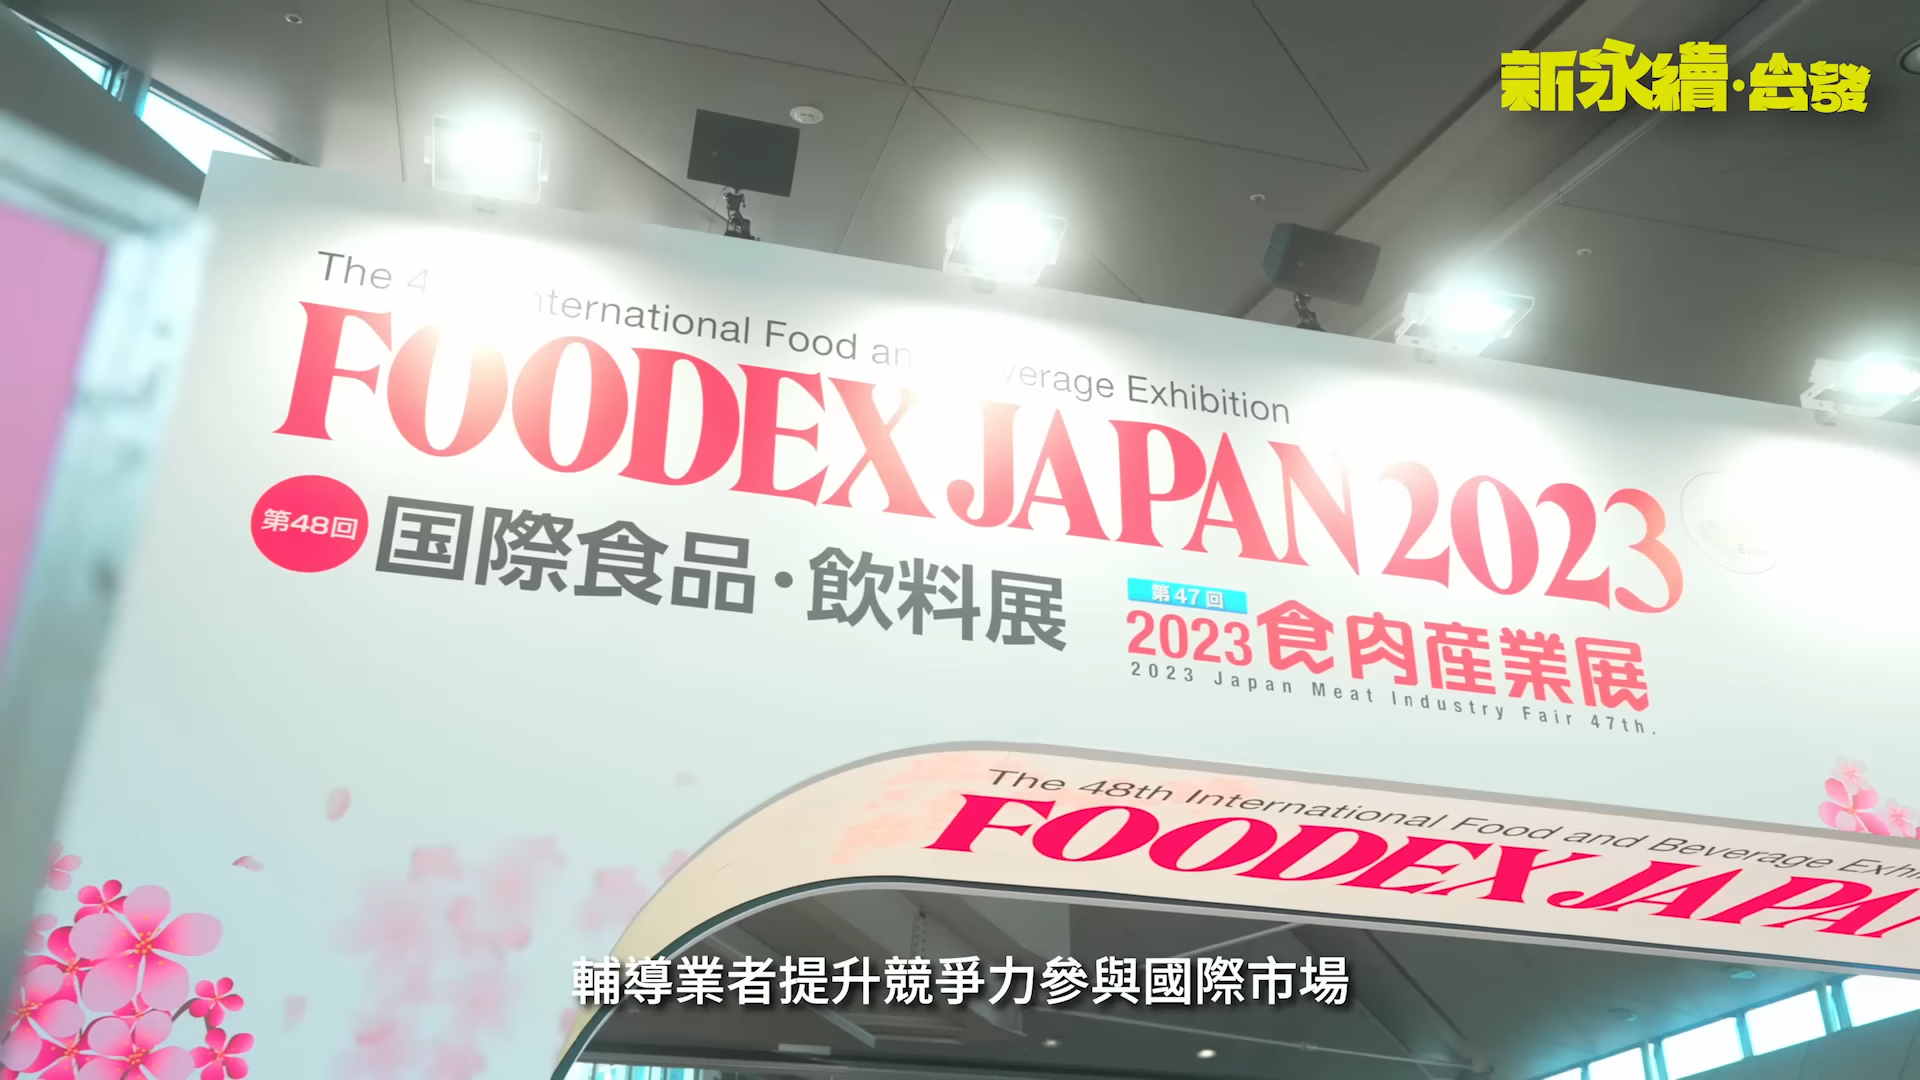 新永續·合發
The 4 International Food an verage Exhibition
FOODEX JAPAN 2023
第48回 国際食品·飲料展
第47回
2023食肉産業展
2023 Japan Meat Industry Fair 47th.
The 48th International Food and Beverage Exhi
FOODEX JAPA
輔導業者提升競爭力參與國際市場